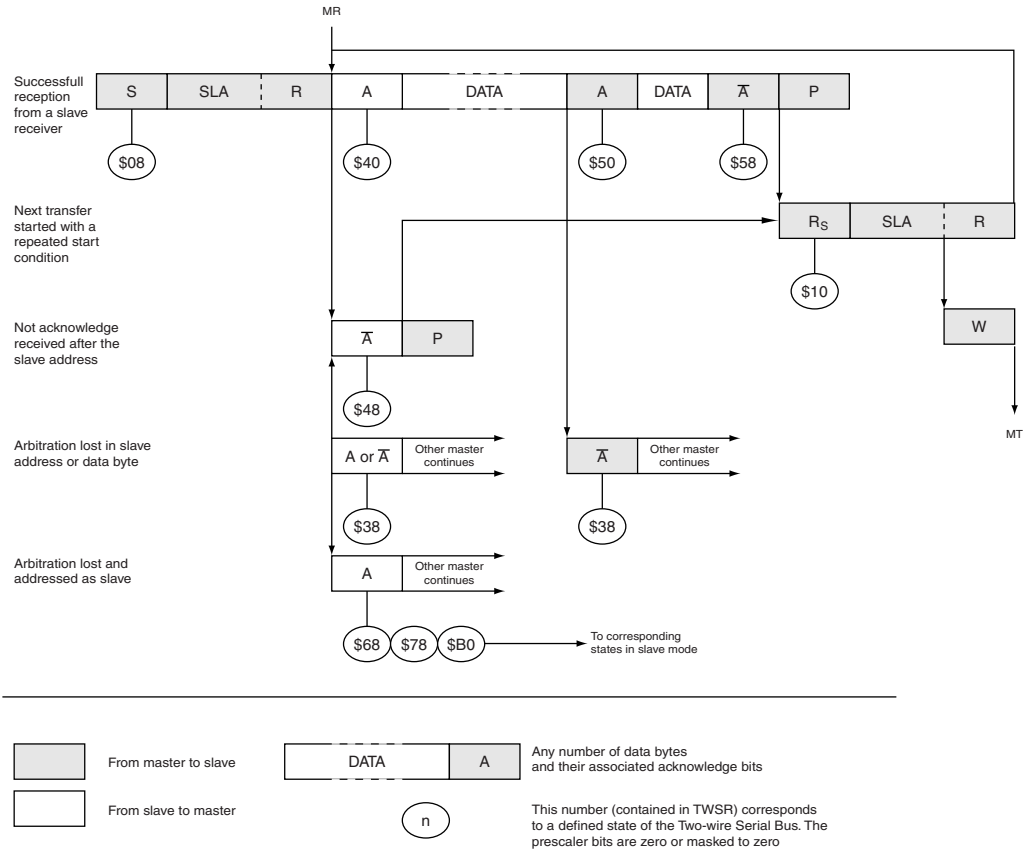 MR
Successfull
reception
from a slave
receiver
S SLA R A DATA A DATA A̅ P
$08 $40 $50 $58
Next transfer
started with a
repeated start
condition
RS SLA R
$10
Not acknowledge
received after the
slave address
A̅ P
W
$48
MT
Arbitration lost in slave
address or data byte
A or A̅
Other master
continues
A̅
Other master
continues
$38 $38
Arbitration lost and
addressed as slave
A
Other master
continues
$68 $78 $B0
To corresponding
states in slave mode
From master to slave
DATA A
Any number of data bytes
and their associated acknowledge bits
From slave to master
n
This number (contained in TWSR) corresponds
to a defined state of the Two-wire Serial Bus. The
prescaler bits are zero or masked to zero